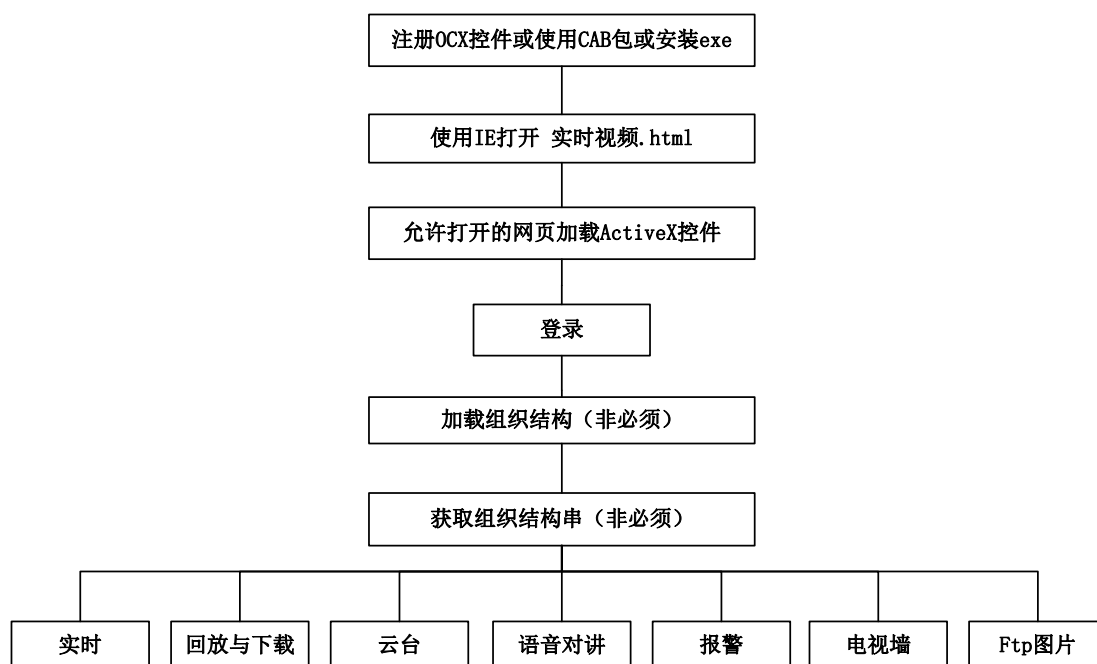 注册OCX控件或使用CAB包或安装exe
使用IE打开 实时视频.html
允许打开的网页加载ActiveX控件
登录
加载组织结构（非必须）
获取组织结构串（非必须）
实时
回放与下载
云台
语音对讲
报警
电视墙
Ftp图片